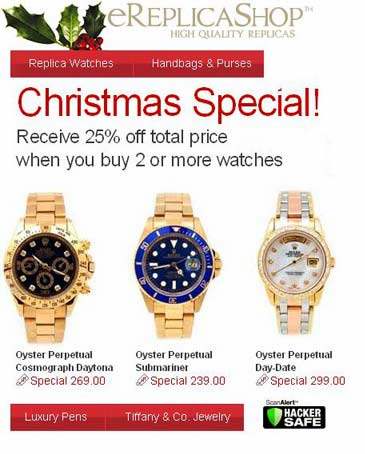 eReplicaShop™
HIGH QUALITY REPLICAS
Replica Watches Handbags & Purses
Christmas Special!
Receive 25% off total price
when you buy 2 or more watches
Oyster Perpetual
Cosmograph Daytona
Special 269.00
Oyster Perpetual
Submariner
Special 239.00
Oyster Perpetual
Day-Date
Special 299.00
Luxury Pens Tiffany & Co. Jewelry
ScanAlert™
HACKER
SAFE